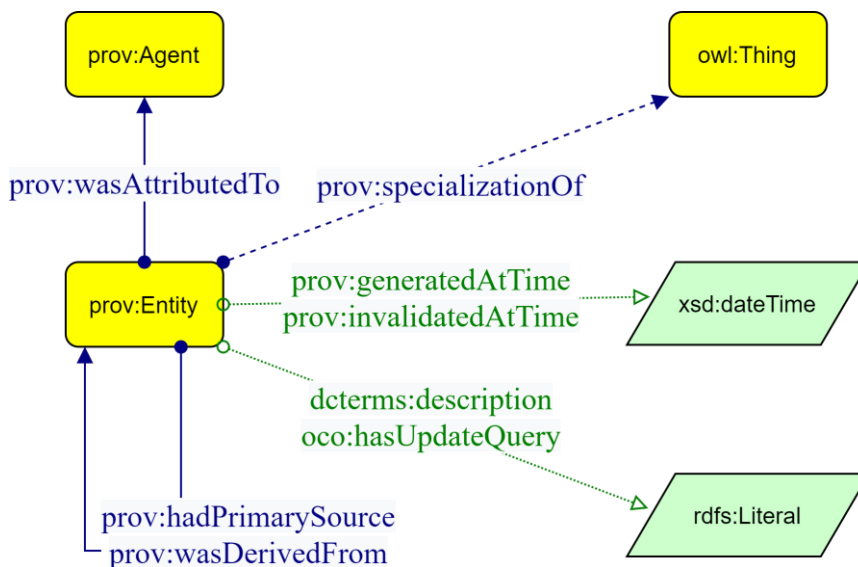 prov:Agent
owl:Thing
prov:wasAttributedTo
prov:specializationOf
prov:Entity
prov:generatedAtTime
prov:invalidatedAtTime
xsd:dateTime
dcterms:description
oco:hasUpdateQuery
prov:hadPrimarySource
prov:wasDerivedFrom
rdfs:Literal